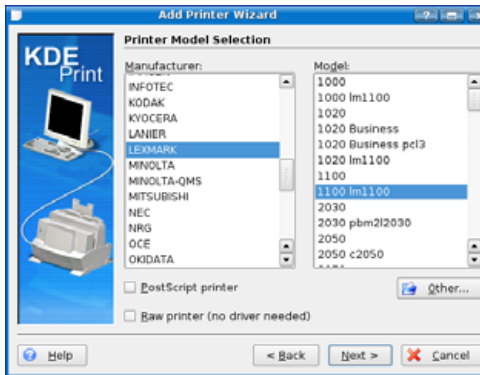 Add Printer Wizard
KDE
Print
Printer Model Selection
Manufacturer:
INFOTEC
KODAK
KYOCERA
LANIER
LEXMARK
MINOLTA
MINOLTA-QMS
MITSUBISHI
NEC
NRG
OCE
OKIDATA
Model:
1000
1000 lm1100
1020
1020 Business
1020 Business pcl3
1020 lm1100
1100
1100 lm1100
2030
2030 pbm2l2030
2050
2050 c2050
PostScript printer
Other...
Raw printer (no driver needed)
Help
< Back
Next >
Cancel